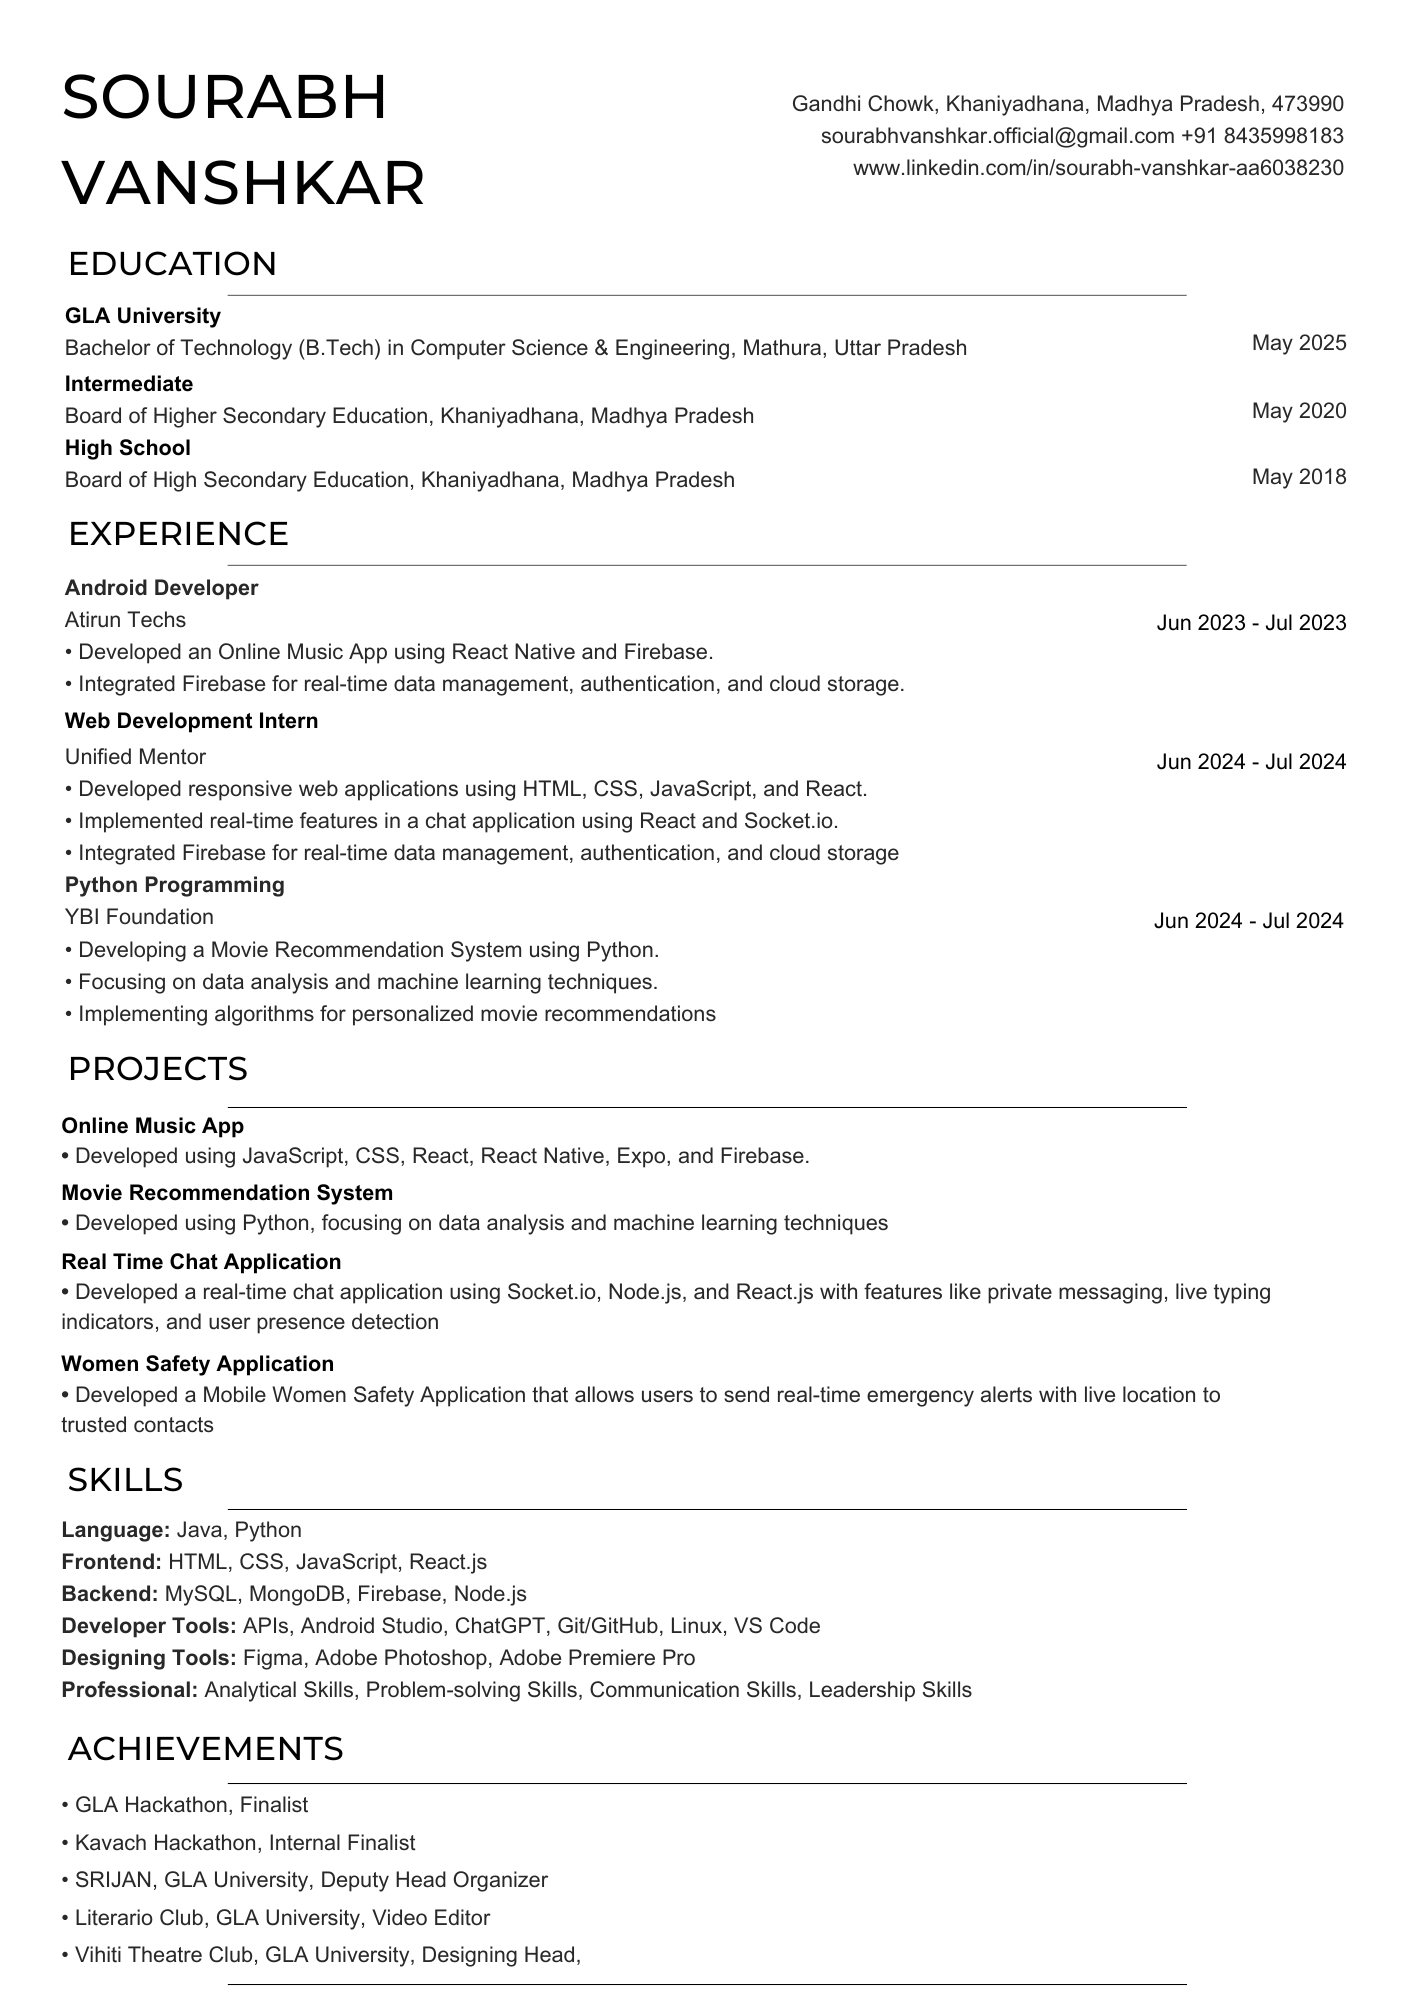 SOURABH
VANSHKAR
Gandhi Chowk, Khaniyadhana, Madhya Pradesh, 473990
sourabhvanshkar.official@gmail.com +91 8435998183
www.linkedin.com/in/sourabh-vanshkar-aa6038230
EDUCATION
GLA University
Bachelor of Technology (B.Tech) in Computer Science & Engineering, Mathura, Uttar Pradesh May 2025
Intermediate
Board of Higher Secondary Education, Khaniyadhana, Madhya Pradesh May 2020
High School
Board of High Secondary Education, Khaniyadhana, Madhya Pradesh May 2018
EXPERIENCE
Android Developer
Atirun Techs Jun 2023 - Jul 2023
• Developed an Online Music App using React Native and Firebase.
• Integrated Firebase for real-time data management, authentication, and cloud storage.
Web Development Intern
Unified Mentor Jun 2024 - Jul 2024
• Developed responsive web applications using HTML, CSS, JavaScript, and React.
• Implemented real-time features in a chat application using React and Socket.io.
• Integrated Firebase for real-time data management, authentication, and cloud storage
Python Programming
YBI Foundation Jun 2024 - Jul 2024
• Developing a Movie Recommendation System using Python.
• Focusing on data analysis and machine learning techniques.
• Implementing algorithms for personalized movie recommendations
PROJECTS
Online Music App
• Developed using JavaScript, CSS, React, React Native, Expo, and Firebase.
Movie Recommendation System
• Developed using Python, focusing on data analysis and machine learning techniques
Real Time Chat Application
• Developed a real-time chat application using Socket.io, Node.js, and React.js with features like private messaging, live typing
indicators, and user presence detection
Women Safety Application
• Developed a Mobile Women Safety Application that allows users to send real-time emergency alerts with live location to
trusted contacts
SKILLS
Language: Java, Python
Frontend: HTML, CSS, JavaScript, React.js
Backend: MySQL, MongoDB, Firebase, Node.js
Developer Tools: APIs, Android Studio, ChatGPT, Git/GitHub, Linux, VS Code
Designing Tools: Figma, Adobe Photoshop, Adobe Premiere Pro
Professional: Analytical Skills, Problem-solving Skills, Communication Skills, Leadership Skills
ACHIEVEMENTS
• GLA Hackathon, Finalist
• Kavach Hackathon, Internal Finalist
• SRIJAN, GLA University, Deputy Head Organizer
• Literario Club, GLA University, Video Editor
• Vihiti Theatre Club, GLA University, Designing Head,